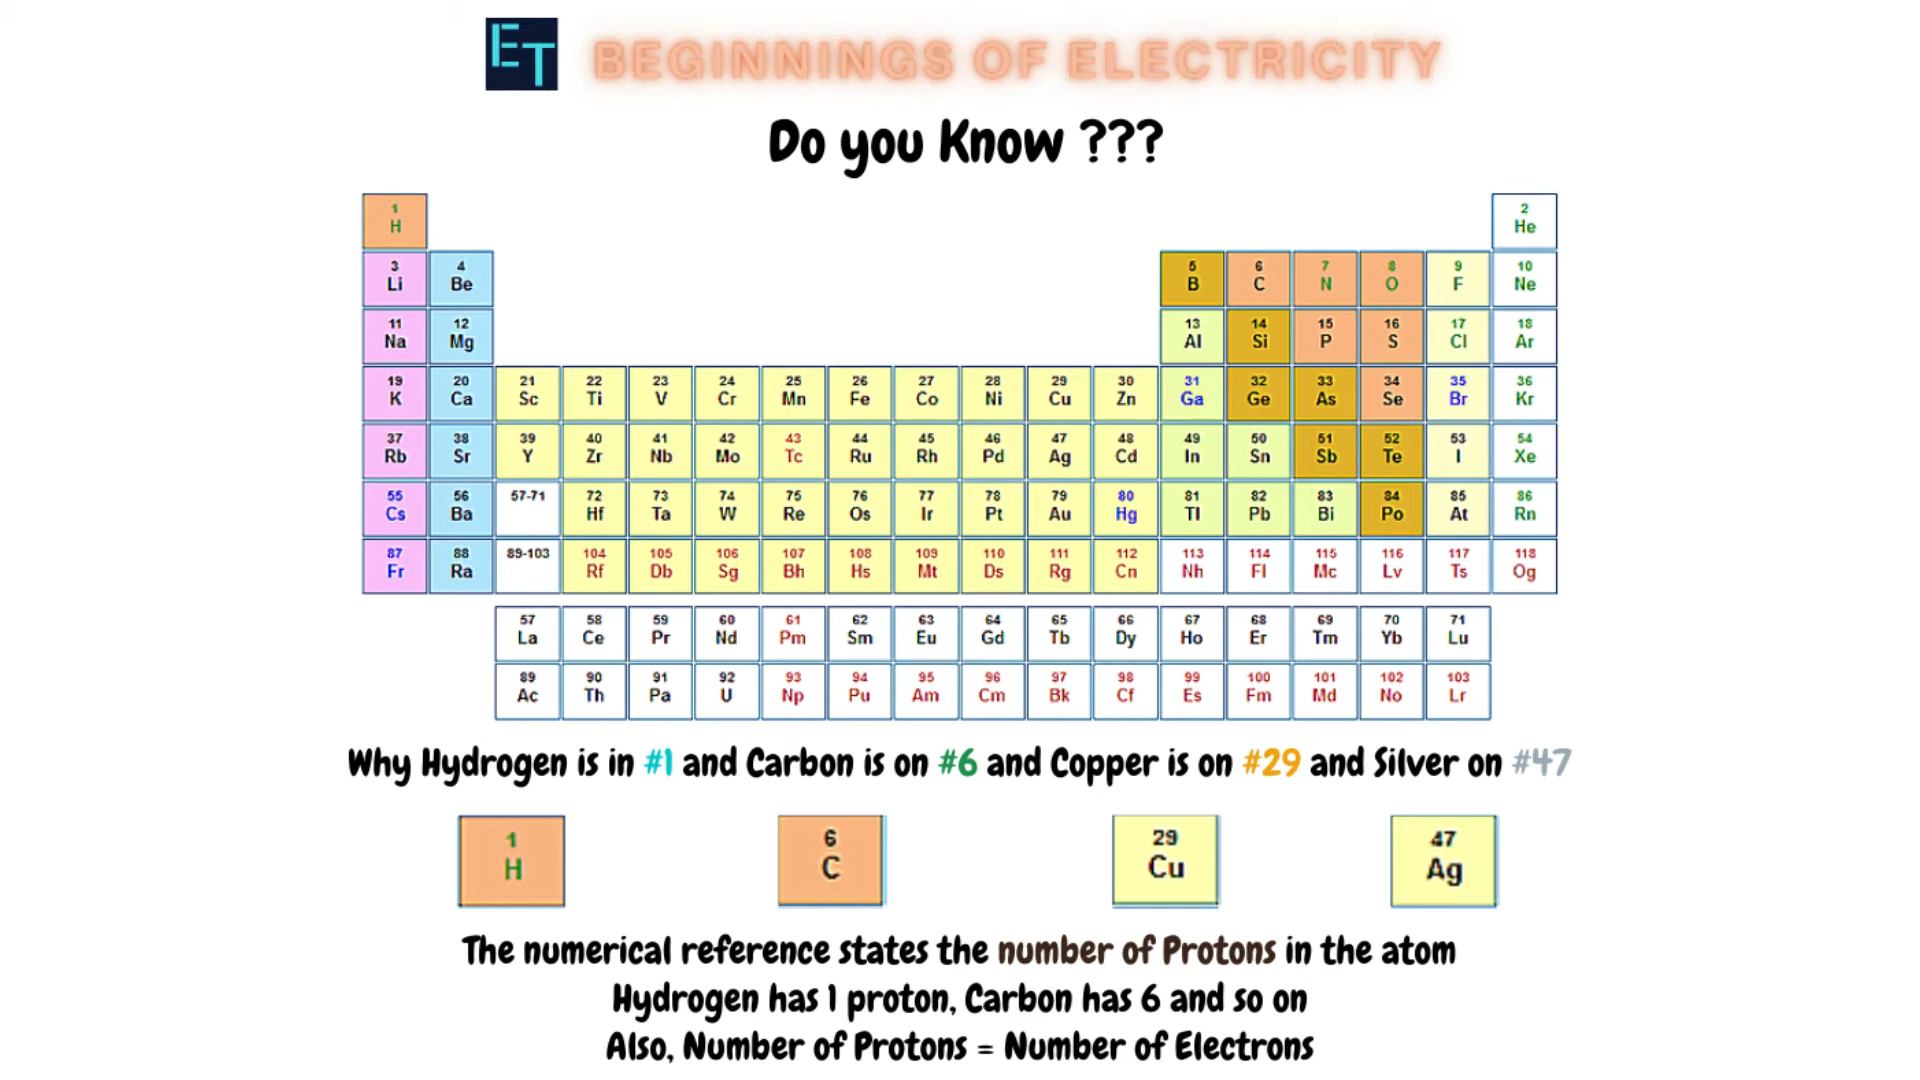 ET BEGINNINGS OF ELECTRICITY
Do you Know ???
1 2
H He
3 4 5 6 7 8 9 10
Li Be B C N O F Ne
11 12 13 14 15 16 17 18
Na Mg Al Si P S Cl Ar
19 20 21 22 23 24 25 26 27 28 29 30 31 32 33 34 35 36
K Ca Sc Ti V Cr Mn Fe Co Ni Cu Zn Ga Ge As Se Br Kr
37 38 39 40 41 42 43 44 45 46 47 48 49 50 51 52 53 54
Rb Sr Y Zr Nb Mo Tc Ru Rh Pd Ag Cd In Sn Sb Te I Xe
55 56 57-71 72 73 74 75 76 77 78 79 80 81 82 83 84 85 86
Cs Ba Hf Ta W Re Os Ir Pt Au Hg Tl Pb Bi Po At Rn
87 88 89-103 104 105 106 107 108 109 110 111 112 113 114 115 116 117 118
Fr Ra Rf Db Sg Bh Hs Mt Ds Rg Cn Nh Fl Mc Lv Ts Og
57 58 59 60 61 62 63 64 65 66 67 68 69 70 71
La Ce Pr Nd Pm Sm Eu Gd Tb Dy Ho Er Tm Yb Lu
89 90 91 92 93 94 95 96 97 98 99 100 101 102 103
Ac Th Pa U Np Pu Am Cm Bk Cf Es Fm Md No Lr
Why Hydrogen is in #1 and Carbon is on #6 and Copper is on #29 and Silver on #47
1 6 29 47
H C Cu Ag
The numerical reference states the number of Protons in the atom
Hydrogen has 1 proton, Carbon has 6 and so on
Also, Number of Protons = Number of Electrons